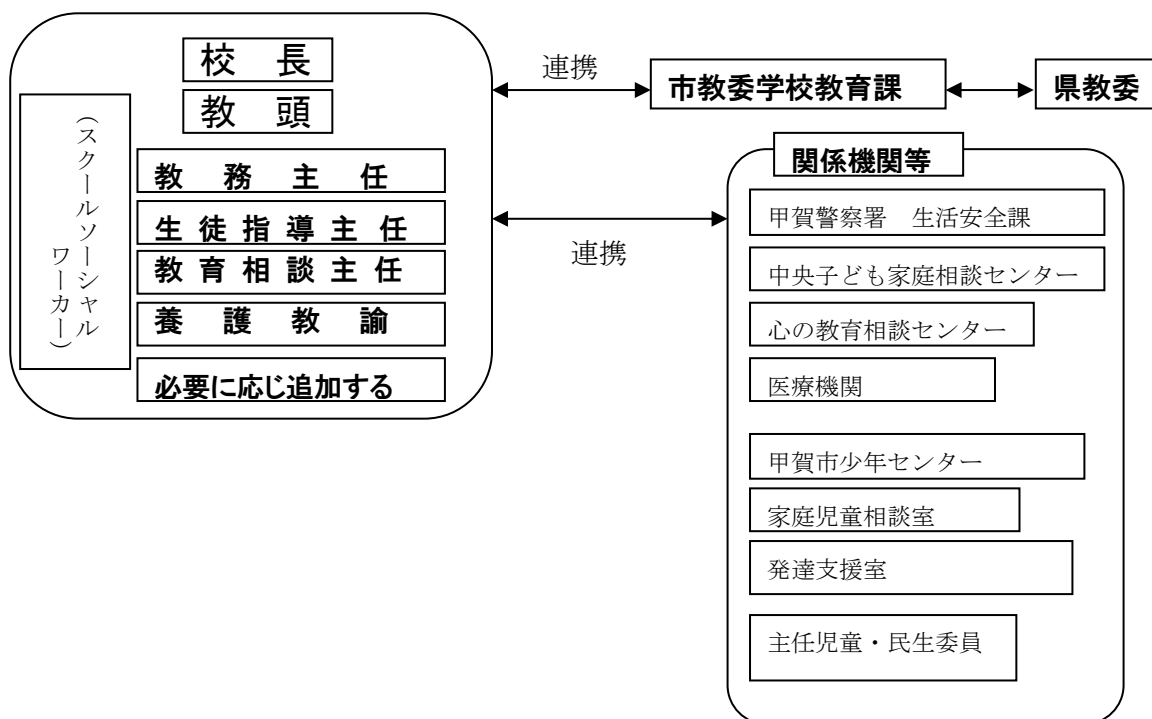 校　長
教　頭
（スクールソーシャル
ワーカー）
教　務　主　任
生 徒 指 導 主 任
教 育 相 談 主 任
養　護　教　諭
必要に応じ追加する
連携
市教委学校教育課
県教委
連携
関係機関等
甲賀警察署　生活安全課
中央子ども家庭相談センター
心の教育相談センター
医療機関
甲賀市少年センター
家庭児童相談室
発達支援室
主任児童・民生委員